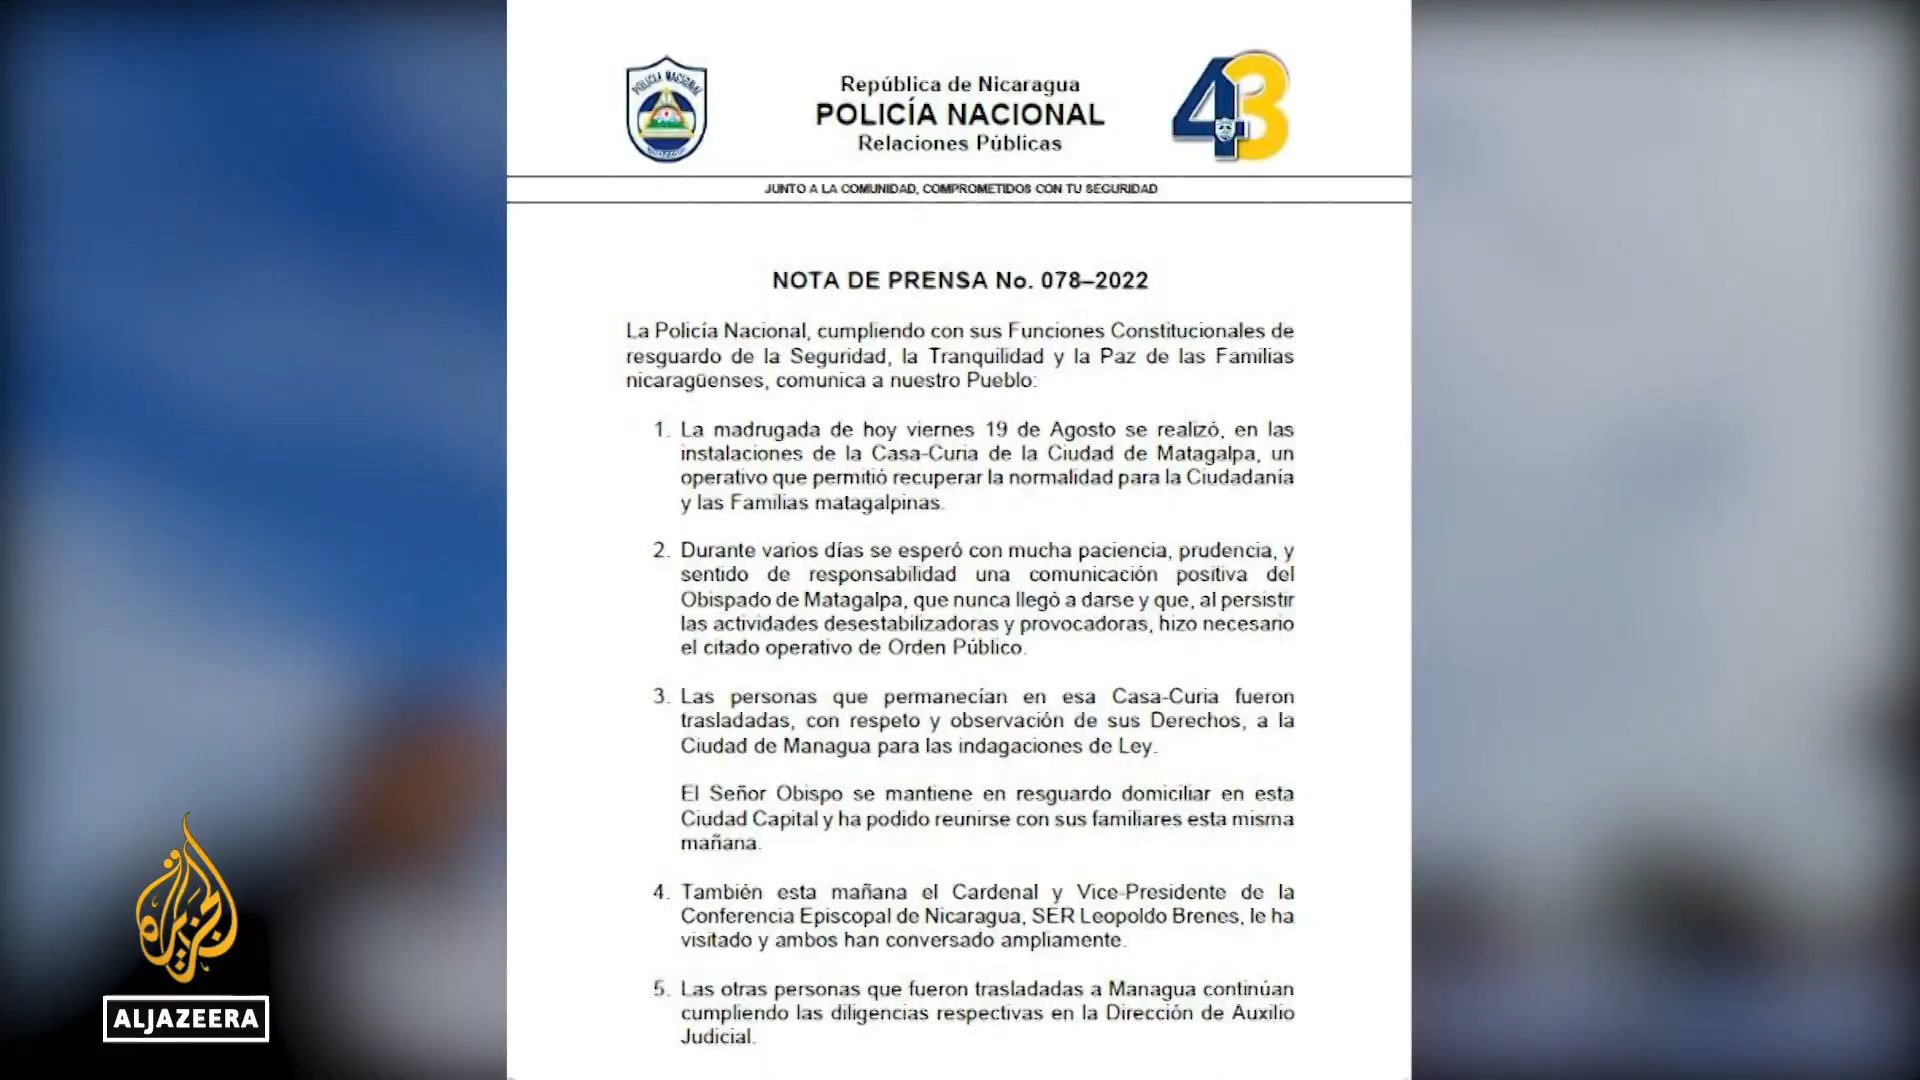 República de Nicaragua
POLICÍA NACIONAL
Relaciones Públicas
POLICIA NACIONAL
43
JUNTO A LA COMUNIDAD, COMPROMETIDOS CON TU SEGURIDAD
NOTA DE PRENSA No. 078–2022
La Policía Nacional, cumpliendo con sus Funciones Constitucionales de
resguardo de la Seguridad, la Tranquilidad y la Paz de las Familias
nicaragüenses, comunica a nuestro Pueblo:
1. La madrugada de hoy viernes 19 de Agosto se realizó, en las
instalaciones de la Casa-Curia de la Ciudad de Matagalpa, un
operativo que permitió recuperar la normalidad para la Ciudadanía
y las Familias matagalpinas.
2. Durante varios días se esperó con mucha paciencia, prudencia, y
sentido de responsabilidad una comunicación positiva del
Obispado de Matagalpa, que nunca llegó a darse y que, al persistir
las actividades desestabilizadoras y provocadoras, hizo necesario
el citado operativo de Orden Público.
3. Las personas que permanecían en esa Casa-Curia fueron
trasladadas, con respeto y observación de sus Derechos, a la
Ciudad de Managua para las indagaciones de Ley.
El Señor Obispo se mantiene en resguardo domiciliar en esta
Ciudad Capital y ha podido reunirse con sus familiares esta misma
mañana.
4. También esta mañana el Cardenal y Vice-Presidente de la
Conferencia Episcopal de Nicaragua, SER Leopoldo Brenes, le ha
visitado y ambos han conversado ampliamente.
5. Las otras personas que fueron trasladadas a Managua continúan
cumpliendo las diligencias respectivas en la Dirección de Auxilio
Judicial.
الجزيرة
ALJAZEERA